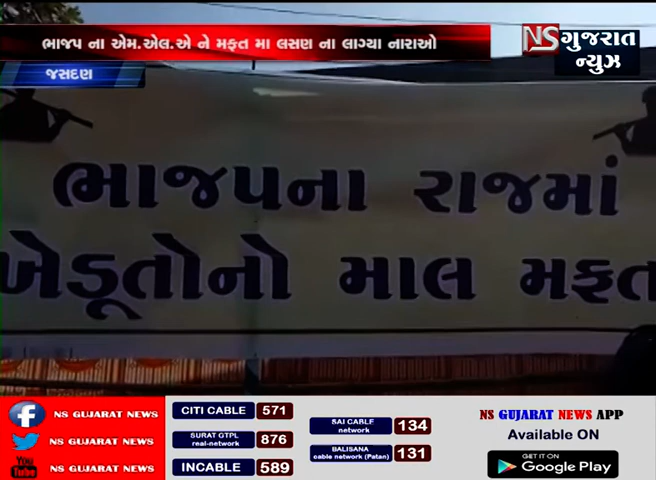 ભાજપ ના એમ.એલ.એ ને મફત મા લસણ ના લાગ્યા નારાઓ
NS ગુજરાત
ન્યુઝ
જસદણ
ભાજપના રાજમાં
ખેડૂતોનો માલ મફત
NS GUJARAT NEWS
NS GUJARAT NEWS
You Tube NS GUJARAT NEWS
CITI CABLE 571
SURAT GTPL real-network 876
INCABLE 589
SAI CABLE network 134
BALISANA cable network (Patan) 131
NS GUJARAT NEWS APP
Available ON
GET IT ON
Google Play